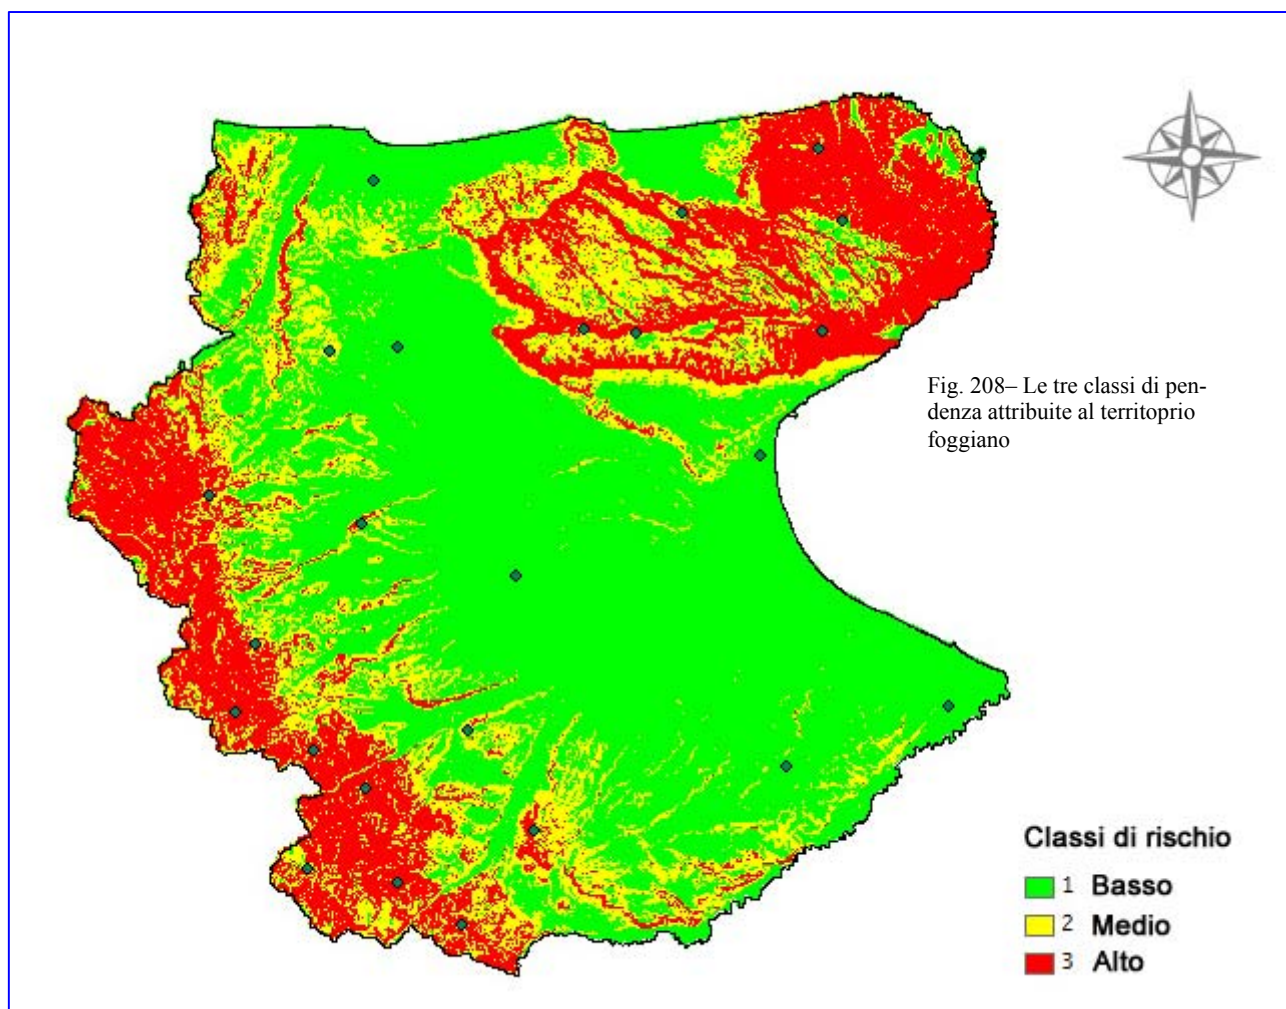 Fig. 208– Le tre classi di pen-
denza attribuite al territoprio
foggiano
Classi di rischio
1 Basso
2 Medio
3 Alto